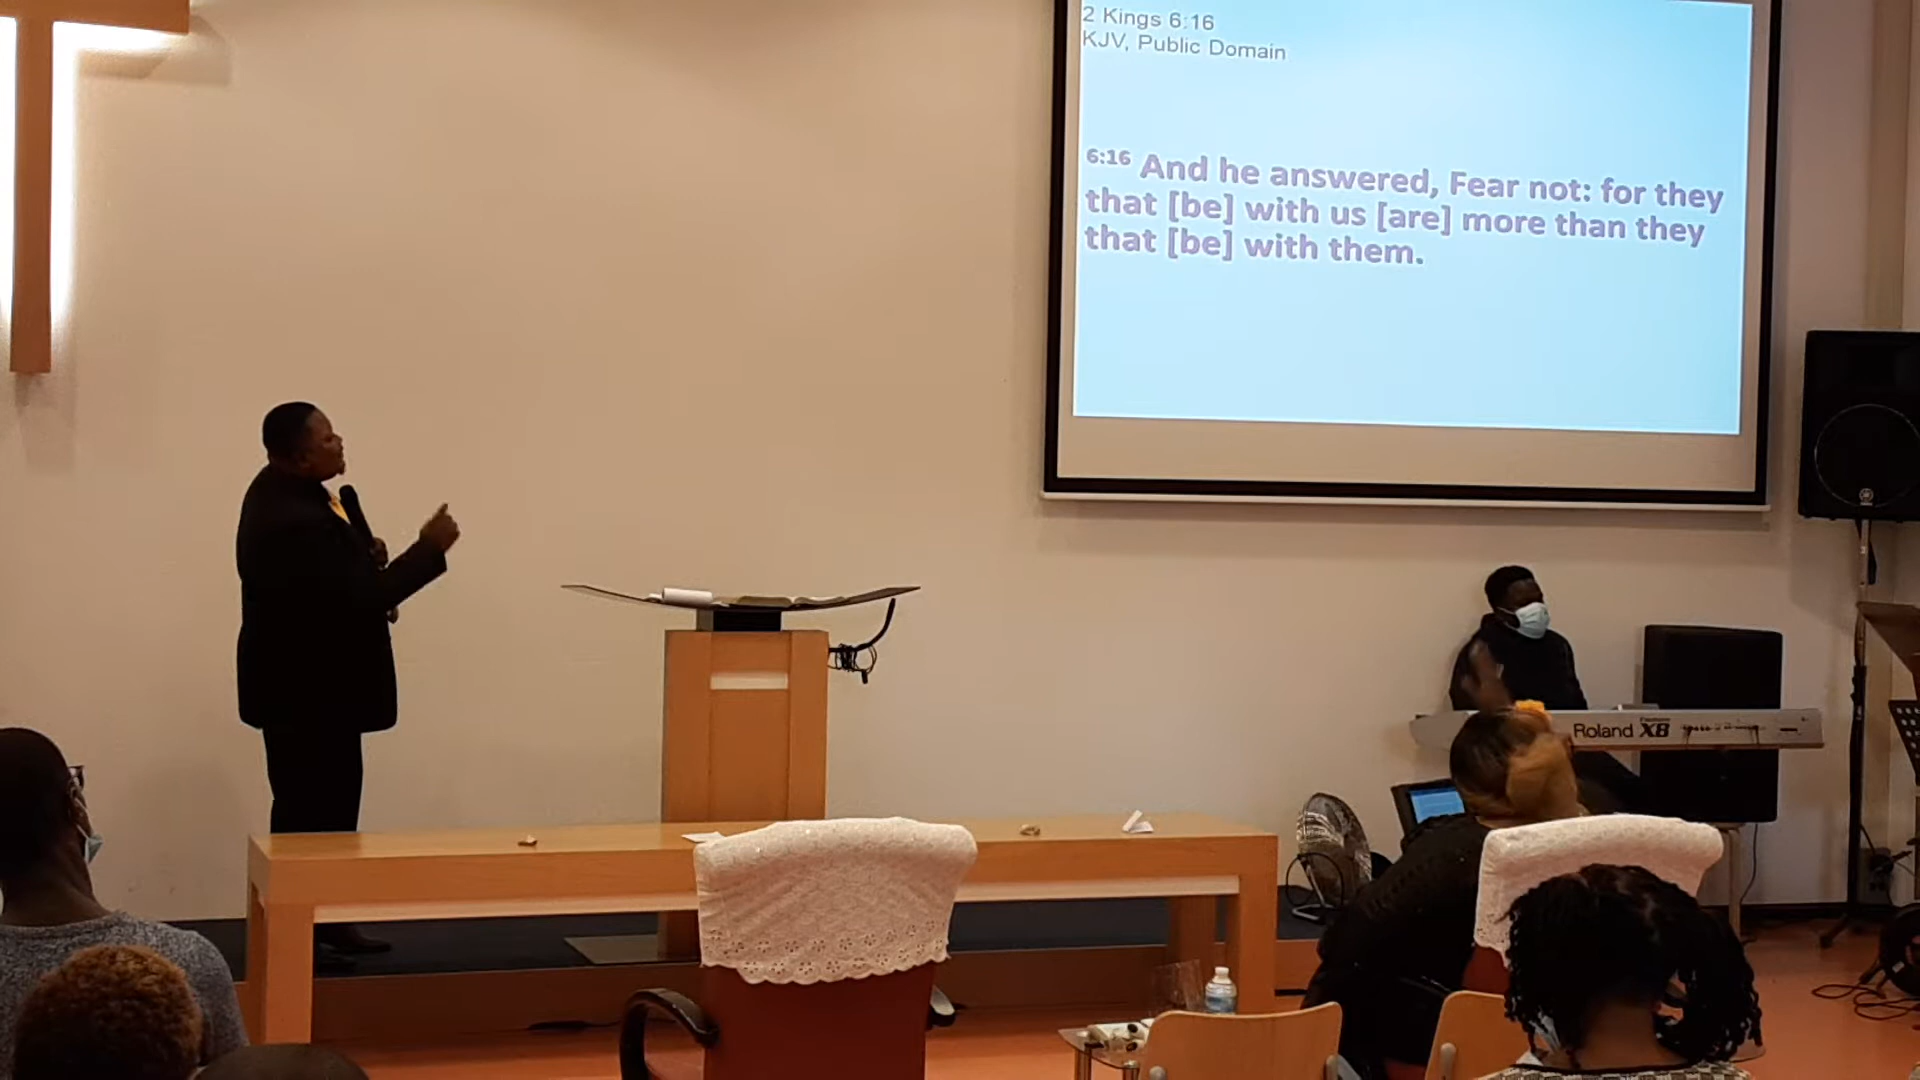 2 Kings 6:16
KJV, Public Domain
6:16 And he answered, Fear not: for they
that [be] with us [are] more than they
that [be] with them.
Roland X8